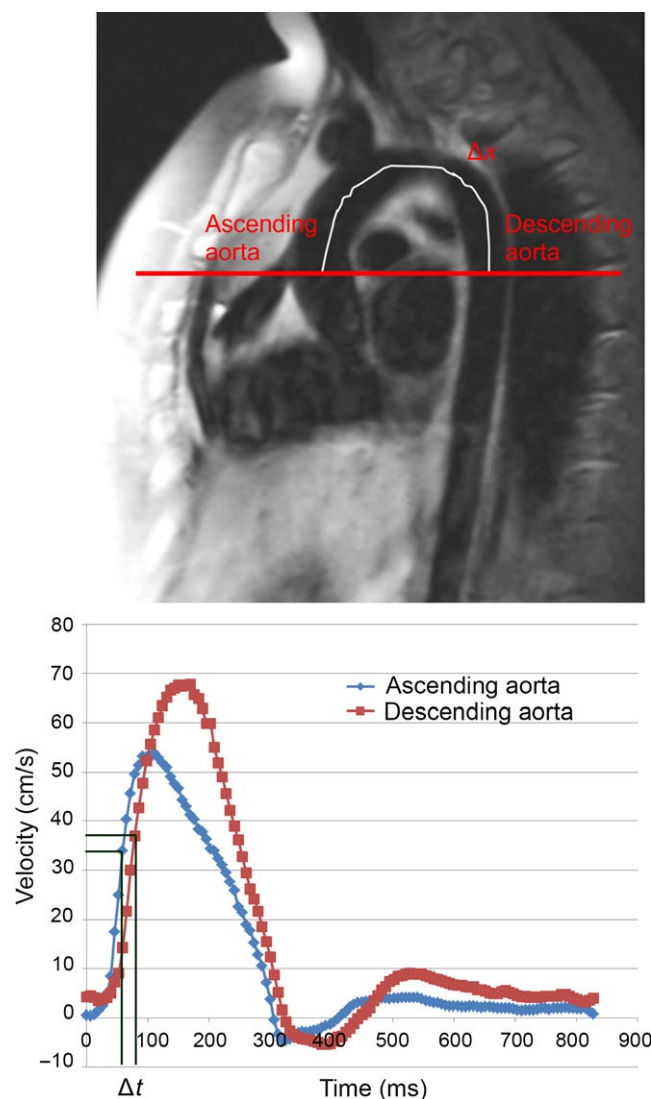 Δx
Ascending
aorta
Descending
aorta
80
70
60
50
40
30
20
10
0
−10
Velocity (cm/s)
Ascending aorta
Descending aorta
0 100 200 300 400 500 600 700 800 900
Δt
Time (ms)